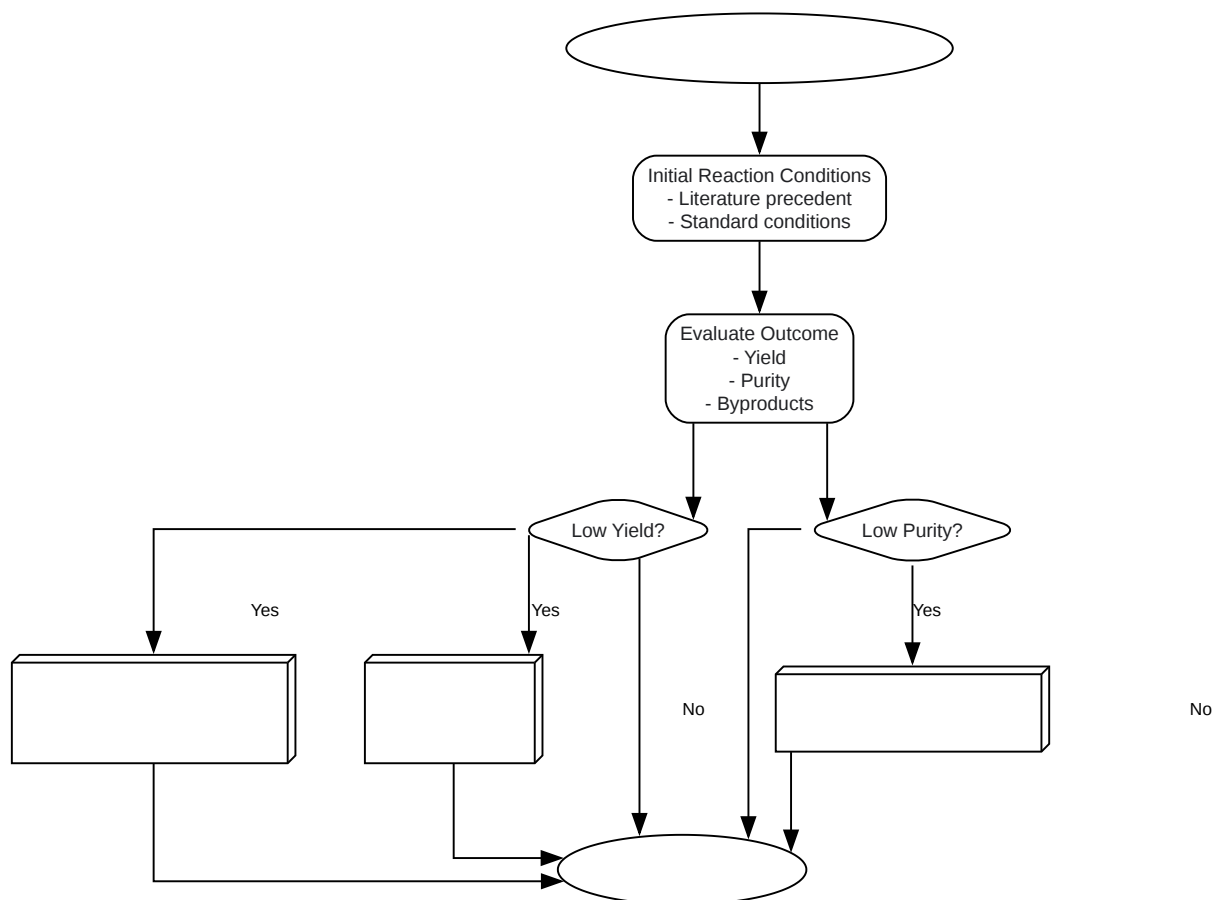 Initial Reaction Conditions
- Literature precedent
- Standard conditions
Evaluate Outcome
- Yield
- Purity
- Byproducts
Low Yield?
Low Purity?
Yes
Yes
Yes
No
No